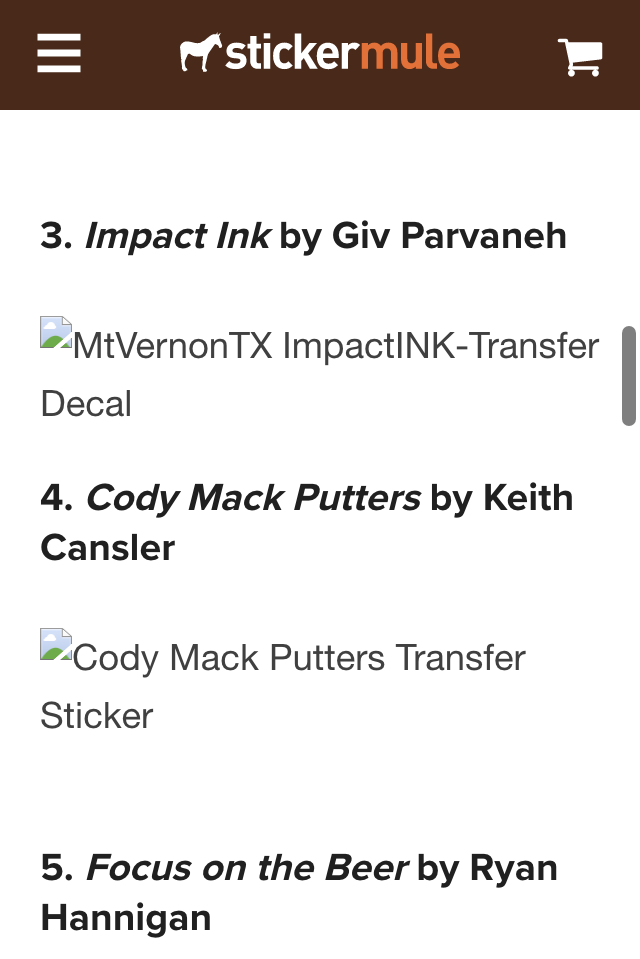 stickermule
3. Impact Ink by Giv Parvaneh
MtVernonTX ImpactINK-Transfer
Decal
4. Cody Mack Putters by Keith
Cansler
Cody Mack Putters Transfer
Sticker
5. Focus on the Beer by Ryan
Hannigan